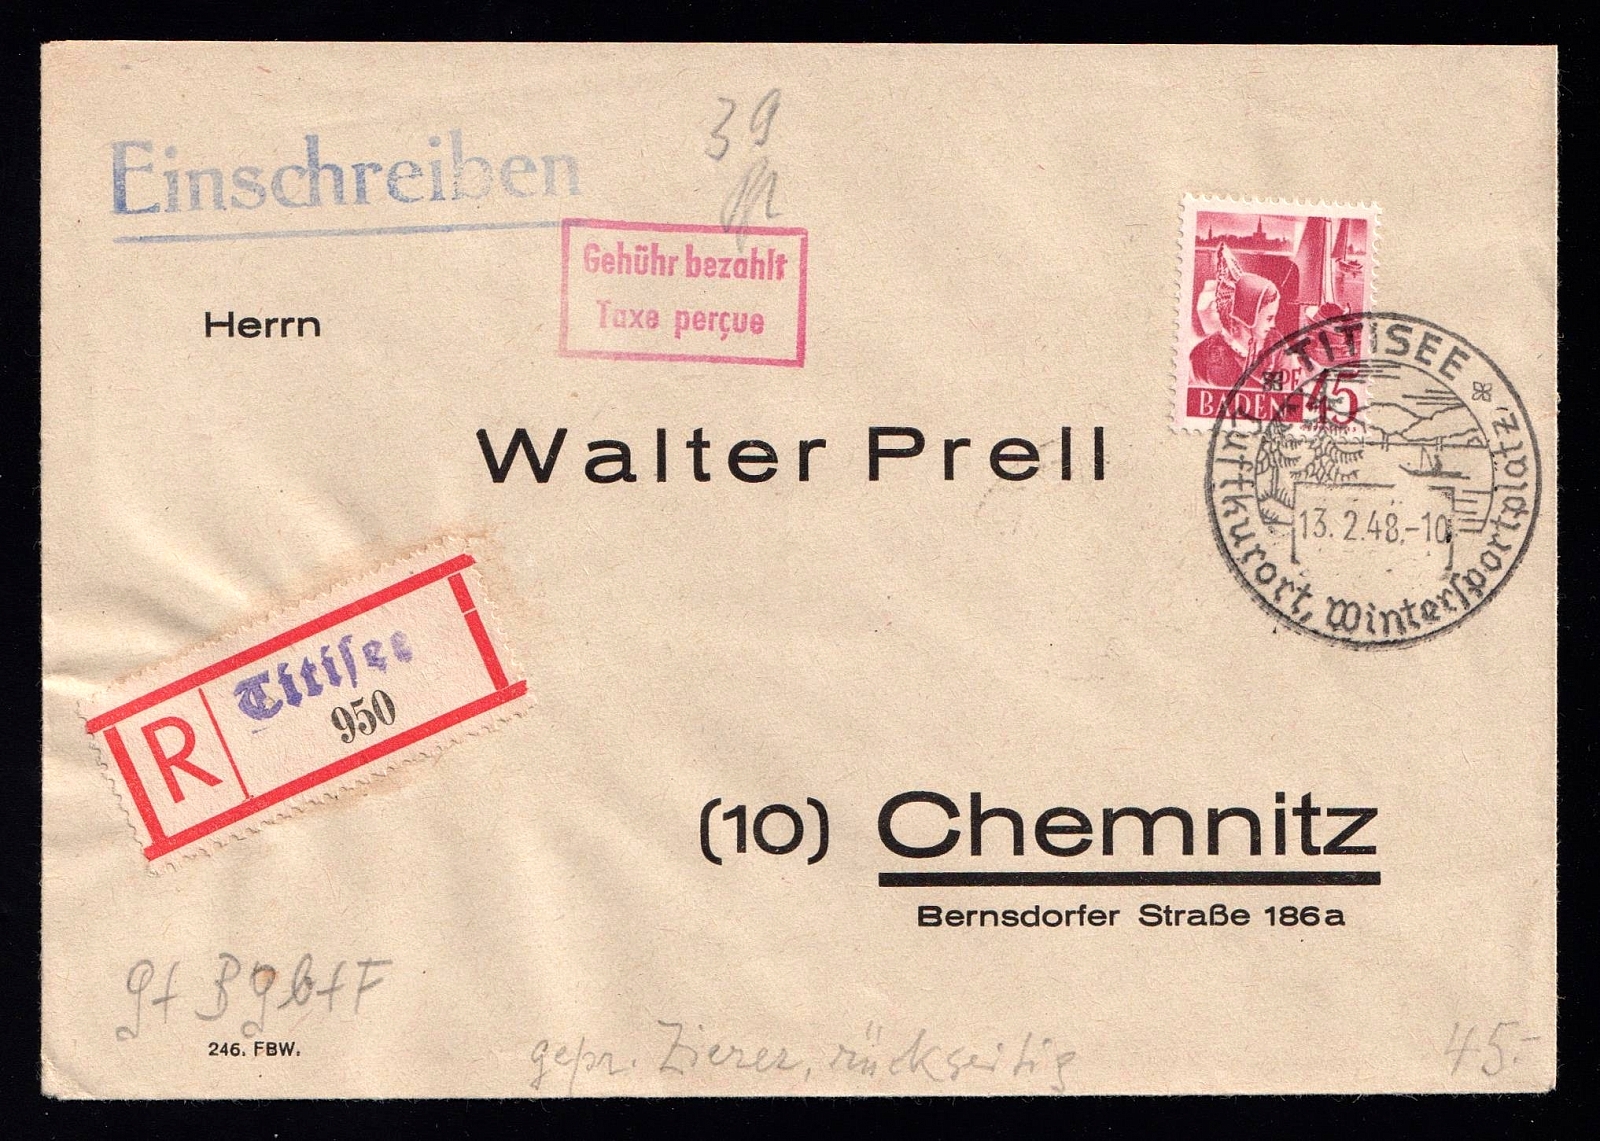 Einschreiben
39
Gebühr bezahlt
Taxe perçue
Herrn
PF 45
BADEN
TITISEE
Luftkurort, Winterſportplatz
13. 2.48.-10
Walter Prell
R
Titiſee
950
(10) Chemnitz
Bernsdorfer Straße 186a
246. FBW.
gepr. Zierer, rückseitig
45.-